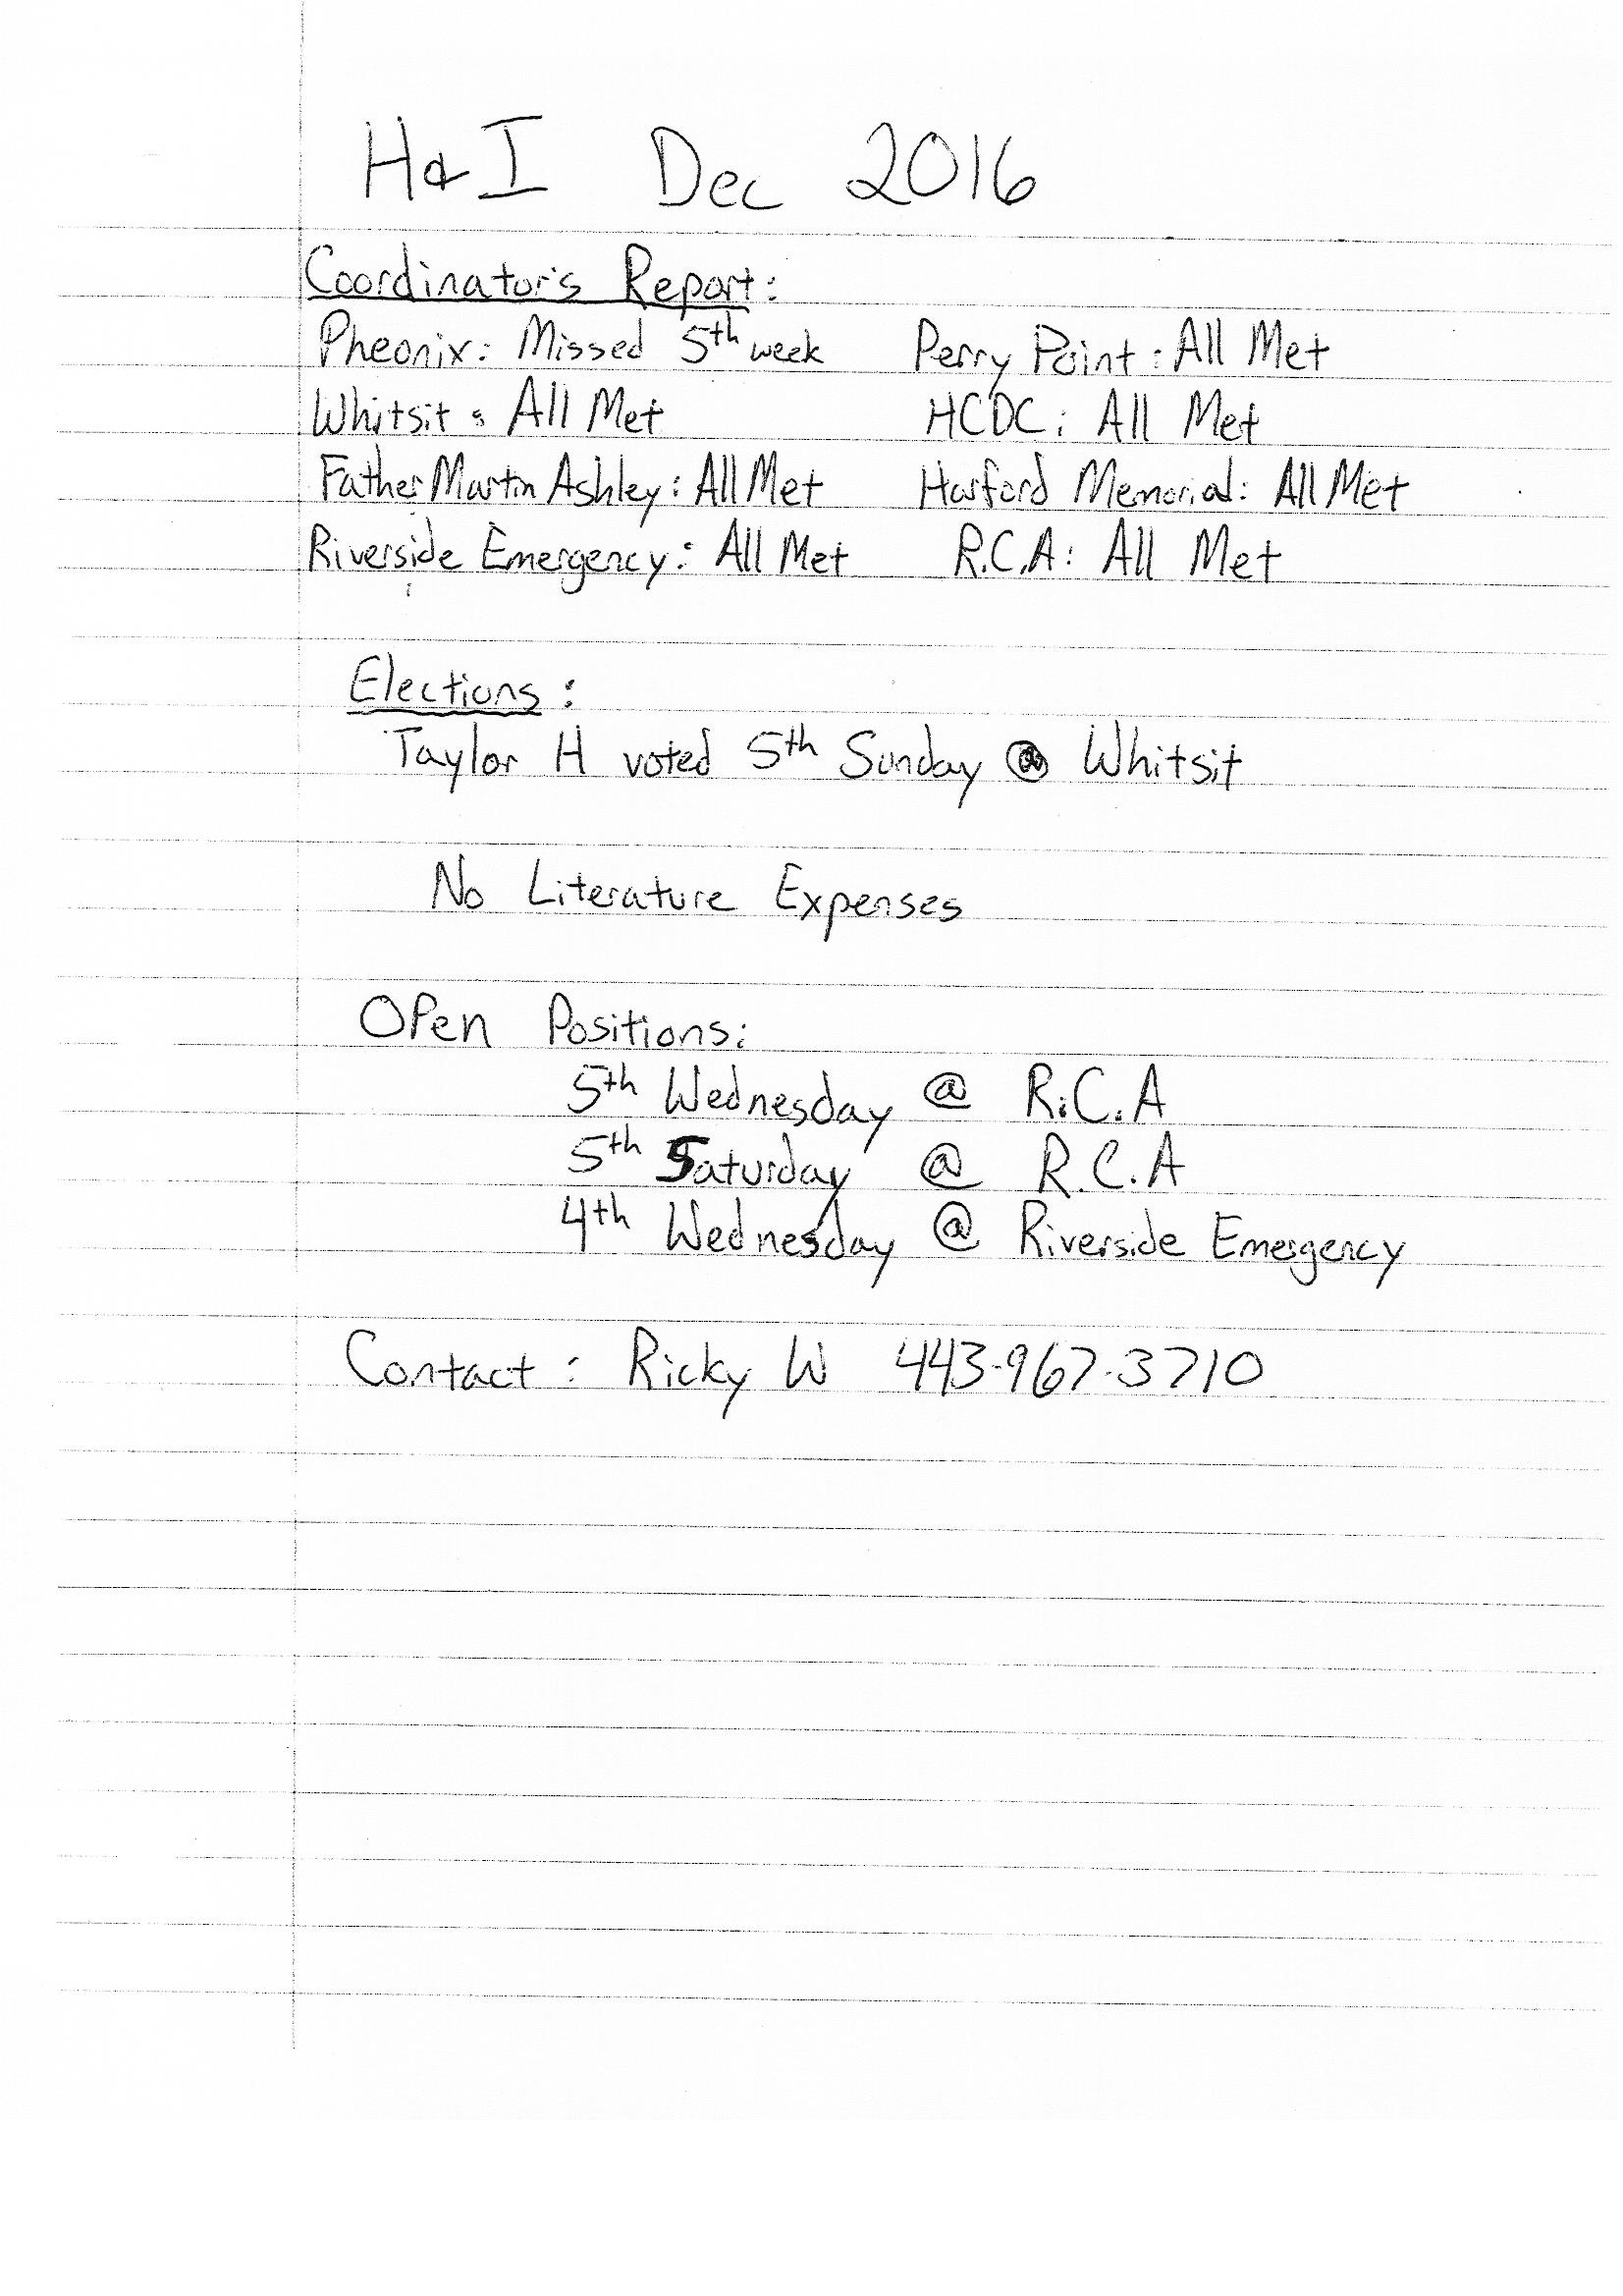 H & I Dec 2016
Coordinators Report:
Pheonix: Missed 5th week Perry Point: All Met
Whitsit: All Met HCDC: All Met
Father Martin Ashley: All Met Harford Memorial: All Met
Riverside Emergency: All Met R.C.A: All Met
Elections:
Taylor H voted 5th Sunday @ Whitsit
No Literature Expenses
Open Positions:
5th Wednesday @ R.C.A
5th Saturday @ R.C.A
4th Wednesday @ Riverside Emergency
Contact: Ricky W 443-967-3710